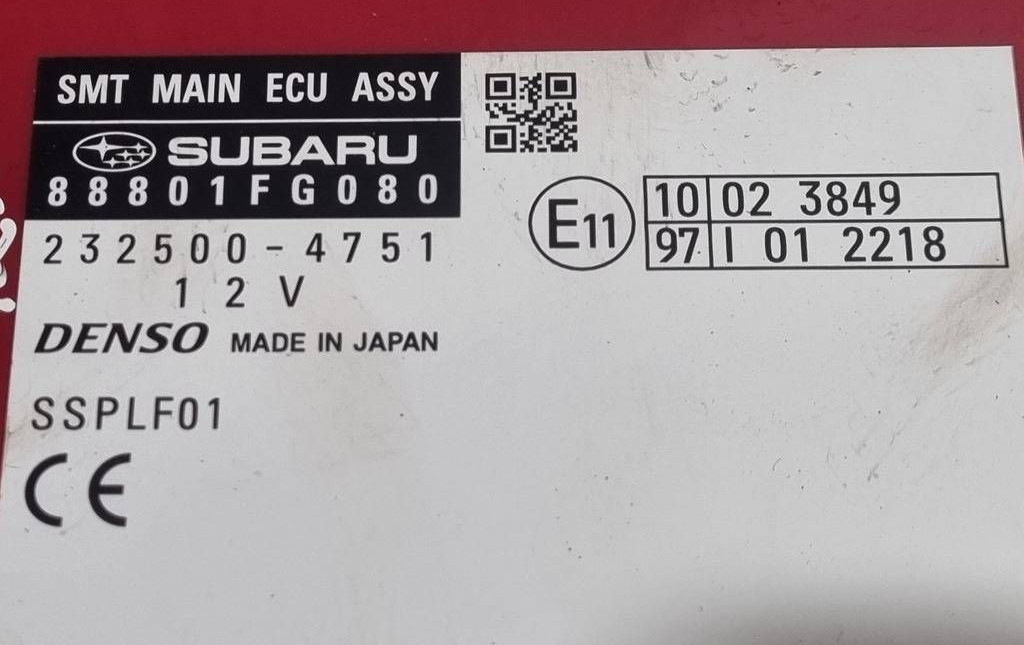 SMT MAIN ECU ASSY
SUBARU
88801FG080
232500-4751
12V
DENSO MADE IN JAPAN
SSPLF01
CE
E11
10 02 3849
97 I 01 2218